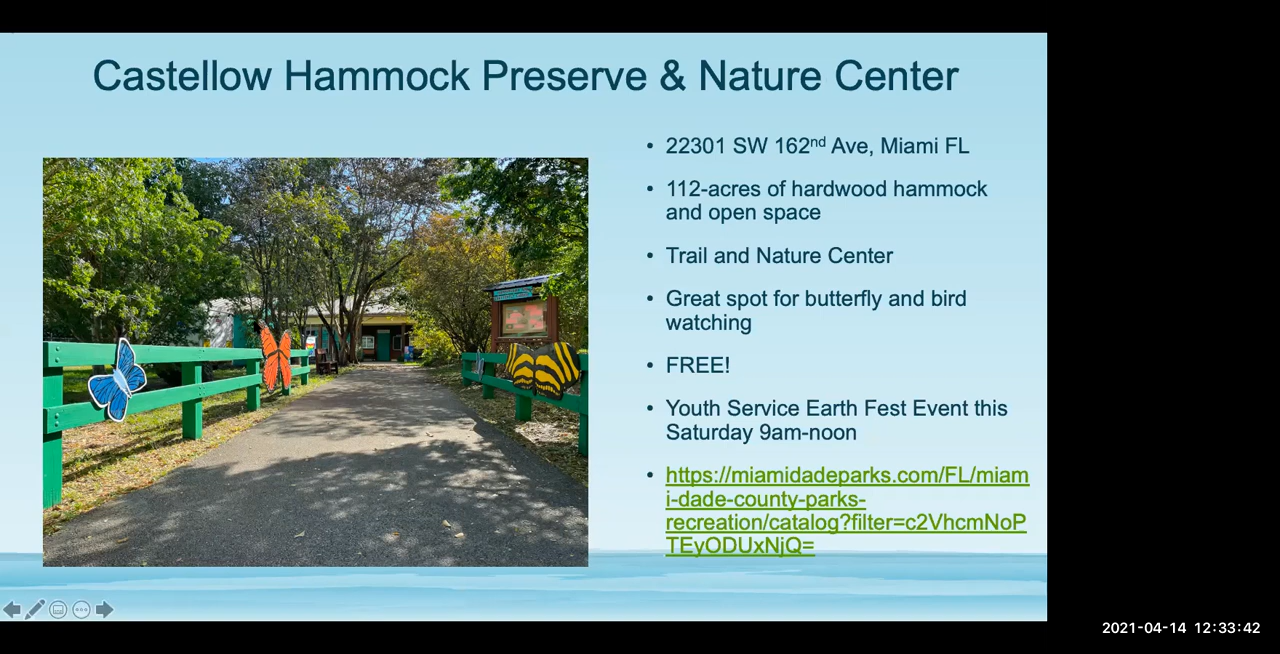 Castellow Hammock Preserve & Nature Center
• 22301 SW 162nd Ave, Miami FL
• 112-acres of hardwood hammock
and open space
• Trail and Nature Center
• Great spot for butterfly and bird
watching
• FREE!
• Youth Service Earth Fest Event this
Saturday 9am-noon
• https://miamidadeparks.com/FL/miam
i-dade-county-parks-
recreation/catalog?filter=c2VhcmNoP
TEyODUxNjQ=
2021-04-14 12:33:42